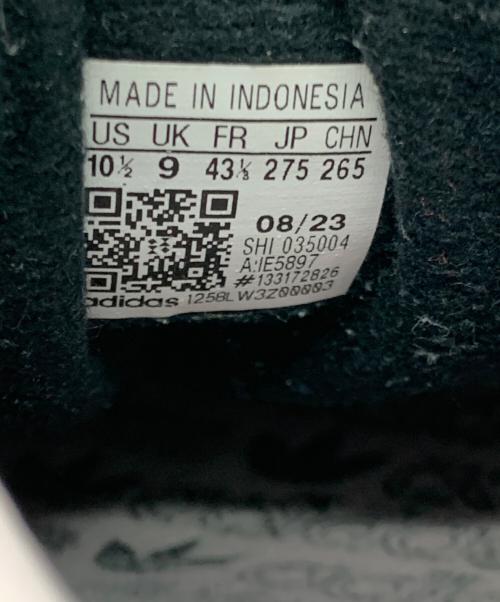 MADE IN INDONESIA
US UK FR JP CHN
10½ 9 43⅓ 275 265
08/23
SHI 035004
A:IE5897
#133172826
adidas 1258LW3Z00003